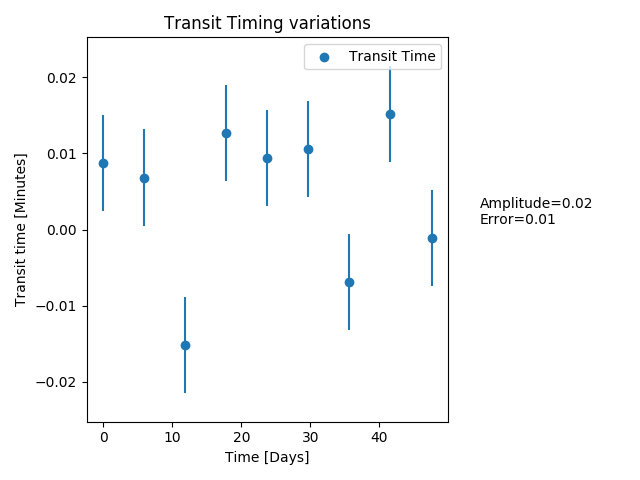 Transit Timing variations
Transit Time
0.02
0.01
0.00
−0.01
−0.02
Transit time [Minutes]
0 10 20 30 40
Time [Days]
Amplitude=0.02
Error=0.01